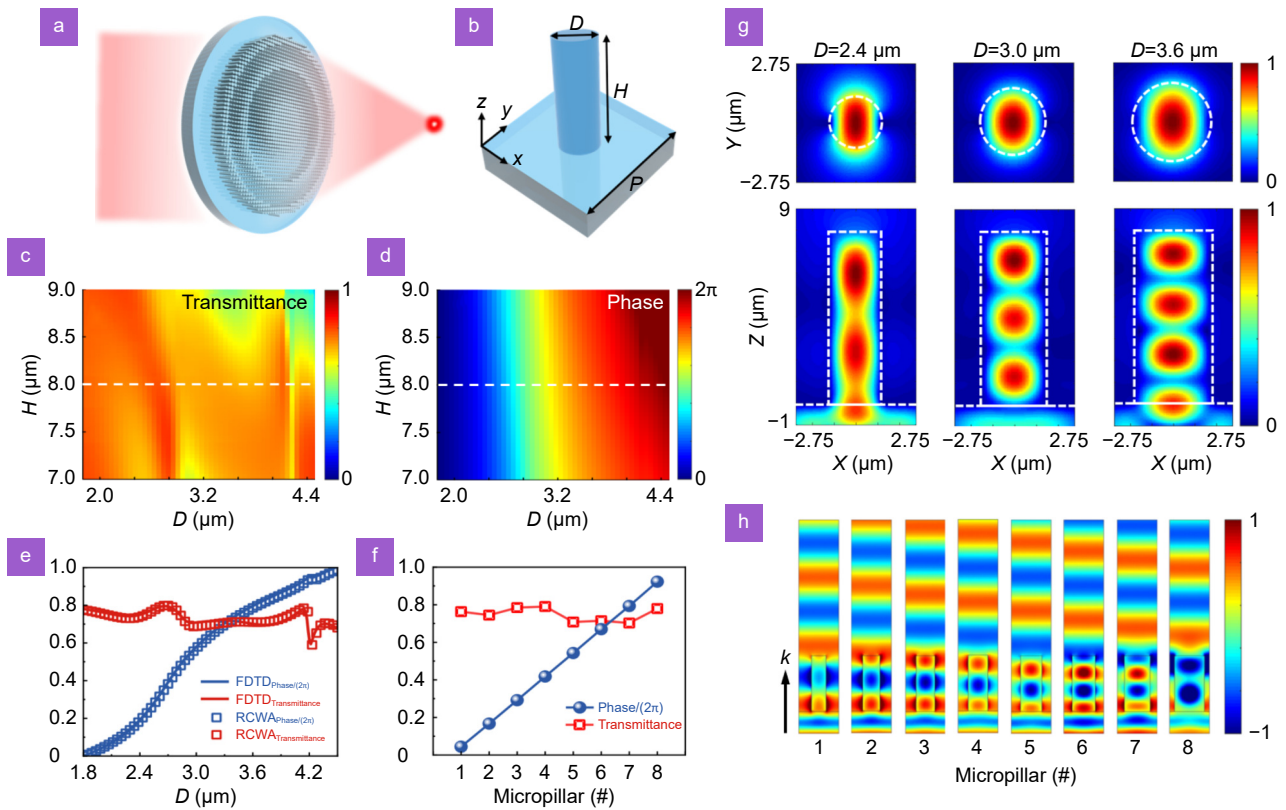 a
b
D
H
z
y
x
P
g
D=2.4 μm
D=3.0 μm
D=3.6 μm
2.75
Y (μm)
−2.75
1
0
9
Z (μm)
−1
1
0
−2.75 2.75
−2.75 2.75
−2.75 2.75
X (μm)
X (μm)
X (μm)
c
Transmittance
9.0
8.5
8.0
7.5
7.0
H (μm)
2.0 3.2 4.4
D (μm)
1
0
d
Phase
9.0
8.5
8.0
7.5
7.0
H (μm)
2.0 3.2 4.4
D (μm)
2π
0
e
1.0
0.8
0.6
0.4
0.2
0
FDTDPhase/(2π)
FDTDTransmittance
RCWAPhase/(2π)
RCWATransmittance
1.8 2.4 3.0 3.6 4.2
D (μm)
f
1.0
0.8
0.6
0.4
0.2
0
Phase/(2π)
Transmittance
1 2 3 4 5 6 7 8
Micropillar (#)
h
k
1 2 3 4 5 6 7 8
Micropillar (#)
1
−1